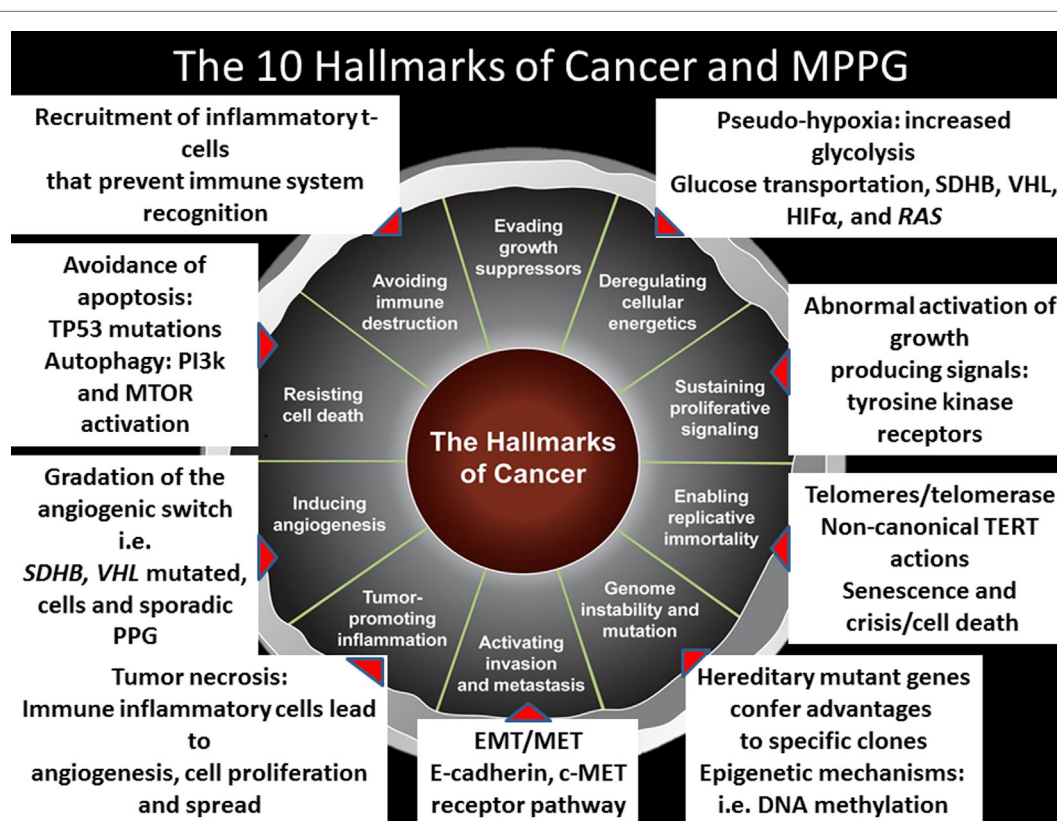 The 10 Hallmarks of Cancer and MPPG
Recruitment of inflammatory t-
cells
that prevent immune system
recognition
Pseudo-hypoxia: increased
glycolysis
Glucose transportation, SDHB, VHL,
HIFα, and RAS
Avoidance of
apoptosis:
TP53 mutations
Autophagy: PI3k
and MTOR
activation
Abnormal activation of
growth
producing signals:
tyrosine kinase
receptors
Gradation of the
angiogenic switch
i.e.
SDHB, VHL mutated,
cells and sporadic
PPG
Telomeres/telomerase
Non-canonical TERT
actions
Senescence and
crisis/cell death
Tumor necrosis:
Immune inflammatory cells lead
to
angiogenesis, cell proliferation
and spread
EMT/MET
E-cadherin, c-MET
receptor pathway
Hereditary mutant genes
confer advantages
to specific clones
Epigenetic mechanisms:
i.e. DNA methylation
Evading
growth
suppressors
Avoiding
immune
destruction
Deregulating
cellular
energetics
Resisting
cell death
Sustaining
proliferative
signaling
The Hallmarks
of Cancer
Inducing
angiogenesis
Enabling
replicative
immortality
Tumor-
promoting
inflammation
Activating
invasion
and metastasis
Genome
instability and
mutation